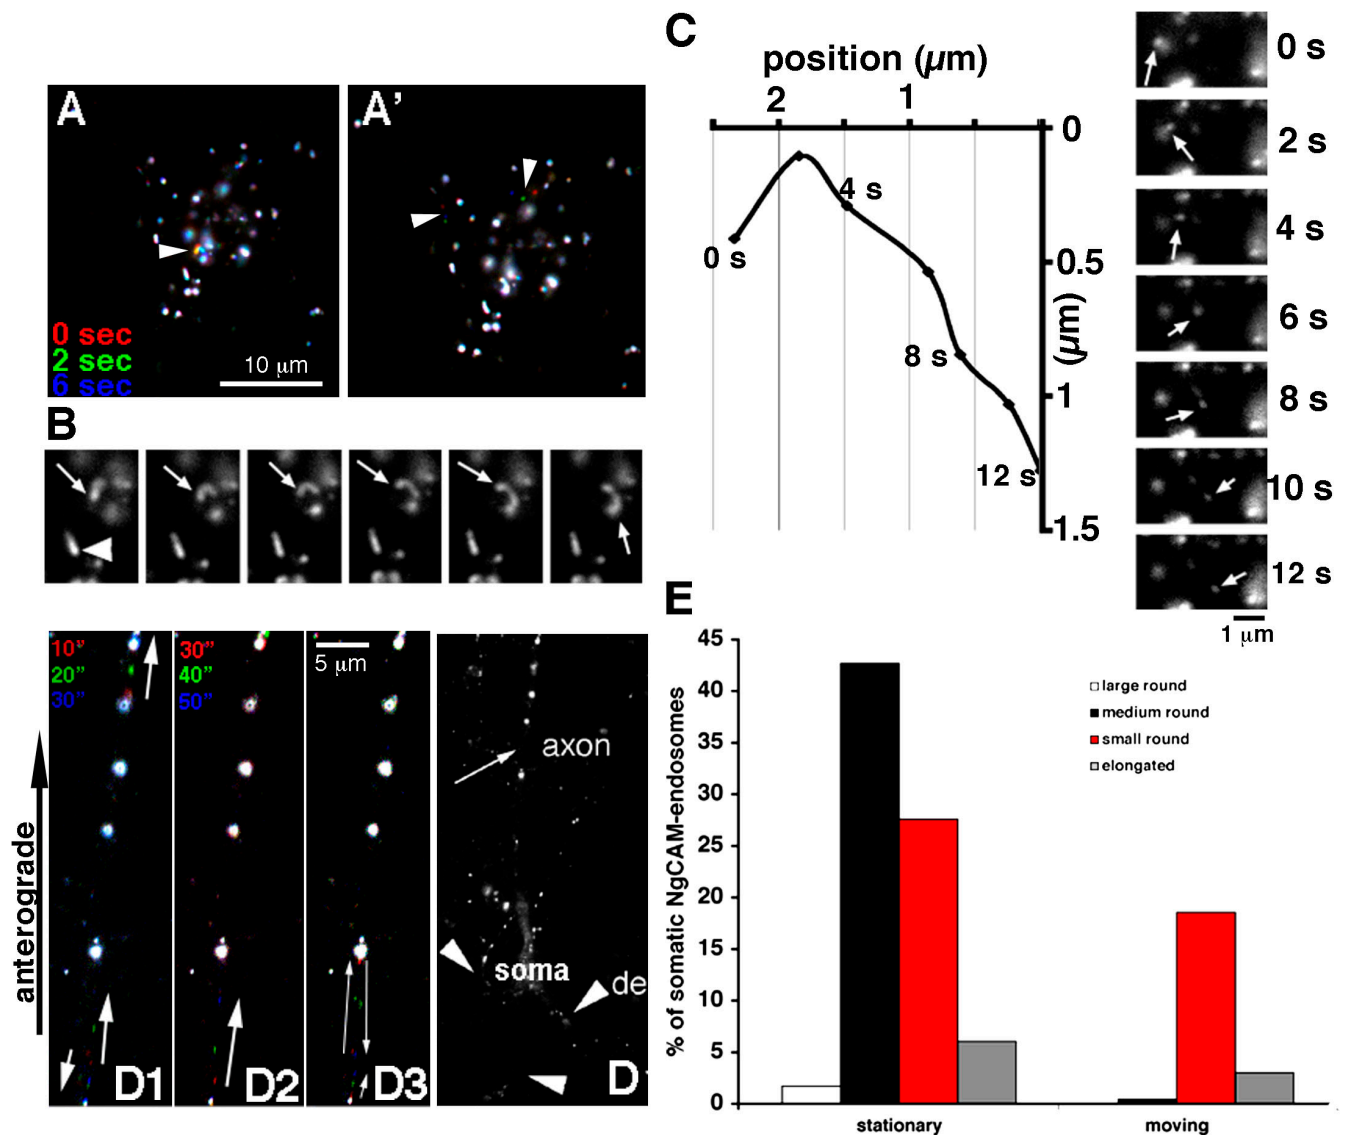 A
0 sec
2 sec
6 sec
10 μm
A'
B
C
position (μm)
2
1
0
0.5
1
1.5
(μm)
0 s
4 s
8 s
12 s
0 s
2 s
4 s
6 s
8 s
10 s
12 s
1 μm
anterograde
10"
20"
30"
D1
30"
40"
50"
D2
5 μm
D3
axon
soma
de
D
E
% of somatic NgCAM-endosomes
45
40
35
30
25
20
15
10
5
0
large round
medium round
small round
elongated
stationary
moving